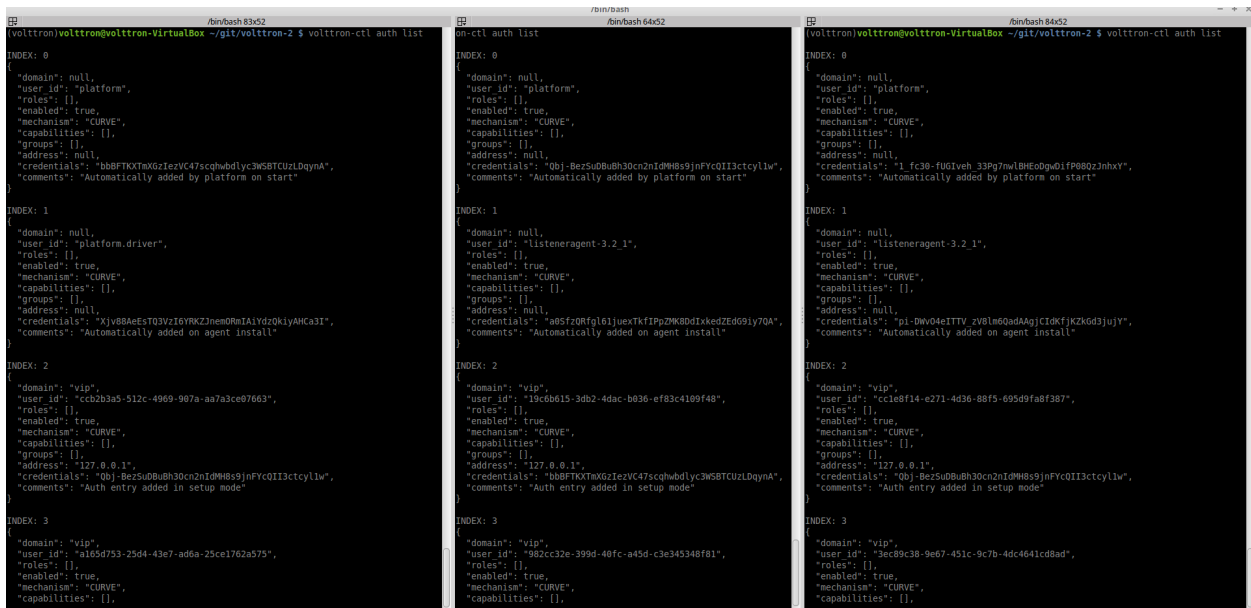 /bin/bash
/bin/bash 83x52
(volttron)volttron@volttron-VirtualBox ~/git/volttron-2 $ volttron-ctl auth list
INDEX: 0
{
"domain": null,
"user_id": "platform",
"roles": [],
"enabled": true,
"mechanism": "CURVE",
"capabilities": [],
"groups": [],
"address": null,
"credentials": "bbBFTKXTmXGzIezVC47scqhwbdlyc3WSBTCUzLDqynA",
"comments": "Automatically added by platform on start"
}
INDEX: 1
{
"domain": null,
"user_id": "platform.driver",
"roles": [],
"enabled": true,
"mechanism": "CURVE",
"capabilities": [],
"groups": [],
"address": null,
"credentials": "Xjv88AeEsTQ3VzI6YRKZJnemORmIAiYdzQkiyAHCa3I",
"comments": "Automatically added on agent install"
}
INDEX: 2
{
"domain": "vip",
"user_id": "ccb2b3a5-512c-4969-907a-aa7a3ce07663",
"roles": [],
"enabled": true,
"mechanism": "CURVE",
"capabilities": [],
"groups": [],
"address": "127.0.0.1",
"credentials": "Qbj-BezSuDBuBh3Ocn2nIdMH8s9jnFYcQII3ctcyl1w",
"comments": "Auth entry added in setup mode"
}
INDEX: 3
{
"domain": "vip",
"user_id": "a165d753-25d4-43e7-ad6a-25ce1762a575",
"roles": [],
"enabled": true,
"mechanism": "CURVE",
"capabilities": [],
/bin/bash 64x52
on-ctl auth list
INDEX: 0
{
"domain": null,
"user_id": "platform",
"roles": [],
"enabled": true,
"mechanism": "CURVE",
"capabilities": [],
"groups": [],
"address": null,
"credentials": "Qbj-BezSuDBuBh3Ocn2nIdMH8s9jnFYcQII3ctcyl1w",
"comments": "Automatically added by platform on start"
}
INDEX: 1
{
"domain": null,
"user_id": "listeneragent-3.2_1",
"roles": [],
"enabled": true,
"mechanism": "CURVE",
"capabilities": [],
"groups": [],
"address": null,
"credentials": "a0SfzQRfgl61juexTkfIPpZMK8DdIxkedZEdG9iy7QA",
"comments": "Automatically added on agent install"
}
INDEX: 2
{
"domain": "vip",
"user_id": "19c6b615-3db2-4dac-b036-ef83c4109f48",
"roles": [],
"enabled": true,
"mechanism": "CURVE",
"capabilities": [],
"groups": [],
"address": "127.0.0.1",
"credentials": "bbBFTKXTmXGzIezVC47scqhwbdlyc3WSBTCUzLDqynA",
"comments": "Auth entry added in setup mode"
}
INDEX: 3
{
"domain": "vip",
"user_id": "982cc32e-399d-40fc-a45d-c3e345348f81",
"roles": [],
"enabled": true,
"mechanism": "CURVE",
"capabilities": [],
/bin/bash 84x52
(volttron)volttron@volttron-VirtualBox ~/git/volttron-2 $ volttron-ctl auth list
INDEX: 0
{
"domain": null,
"user_id": "platform",
"roles": [],
"enabled": true,
"mechanism": "CURVE",
"capabilities": [],
"groups": [],
"address": null,
"credentials": "1_fc30-fUGIveh_33Pg7nwlBHEoDgwDifP08QzJnhxY",
"comments": "Automatically added by platform on start"
}
INDEX: 1
{
"domain": null,
"user_id": "listeneragent-3.2_1",
"roles": [],
"enabled": true,
"mechanism": "CURVE",
"capabilities": [],
"groups": [],
"address": null,
"credentials": "pi-DWvO4eITTV_zV8lm6QadAAgjCIdKfjKZkGd3jujY",
"comments": "Automatically added on agent install"
}
INDEX: 2
{
"domain": "vip",
"user_id": "cc1e8f14-e271-4d36-88f5-695d9fa8f387",
"roles": [],
"enabled": true,
"mechanism": "CURVE",
"capabilities": [],
"groups": [],
"address": "127.0.0.1",
"credentials": "Qbj-BezSuDBuBh3Ocn2nIdMH8s9jnFYcQII3ctcyl1w",
"comments": "Auth entry added in setup mode"
}
INDEX: 3
{
"domain": "vip",
"user_id": "3ec89c38-9e67-451c-9c7b-4dc4641cd8ad",
"roles": [],
"enabled": true,
"mechanism": "CURVE",
"capabilities": [],